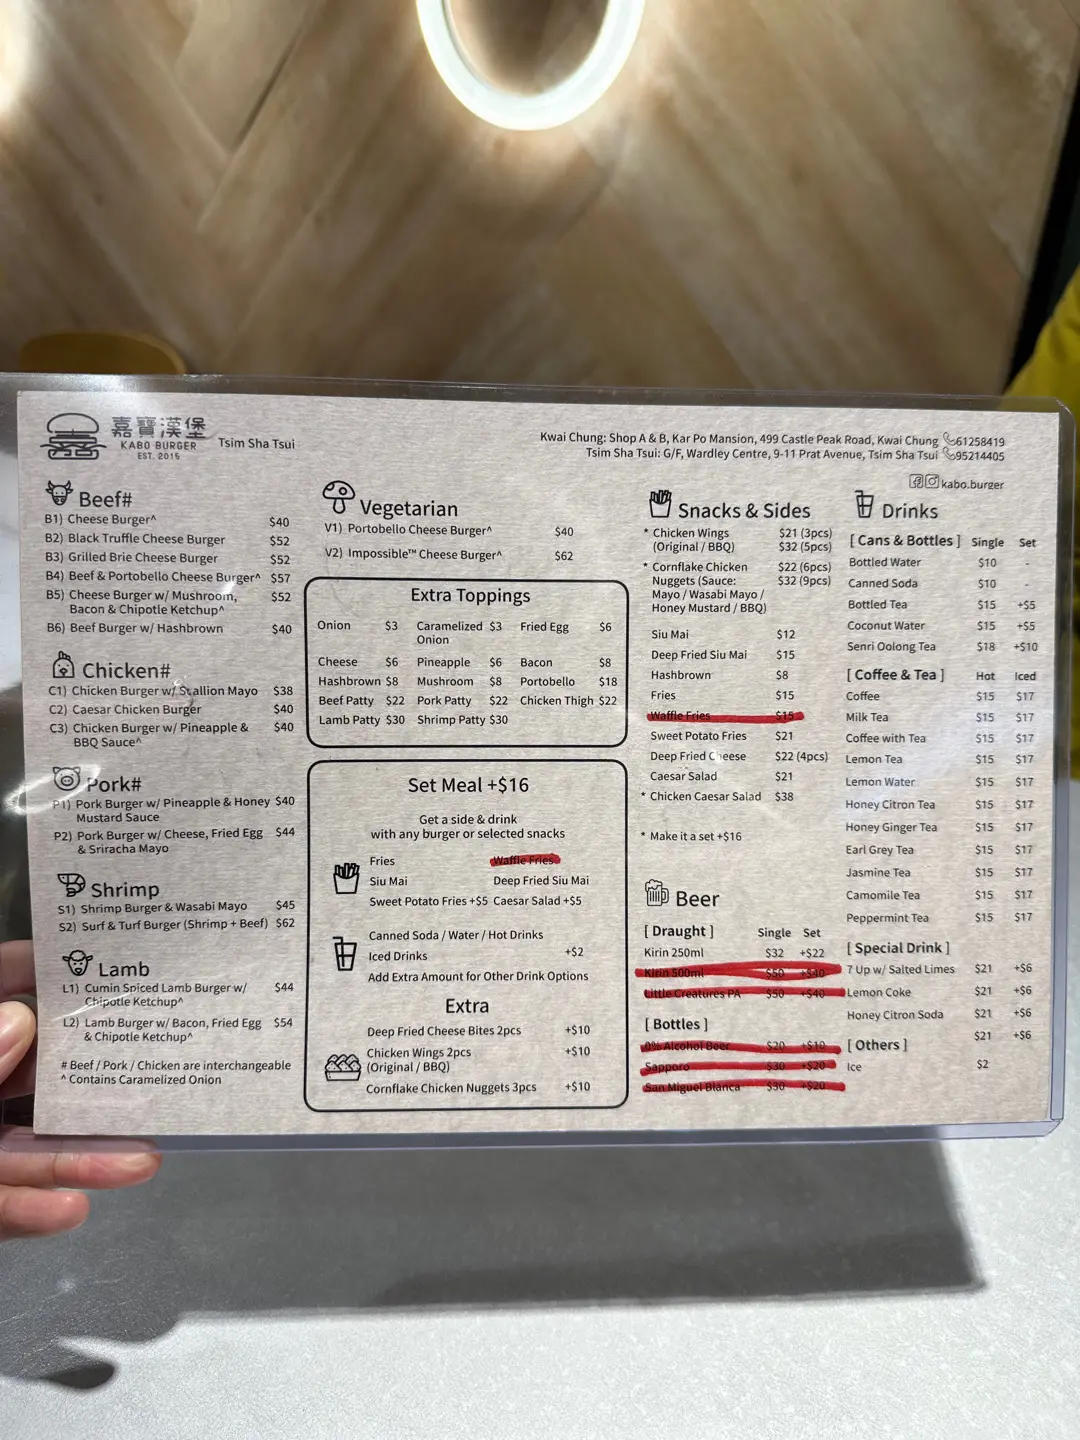 嘉寶漢堡
KABO BURGER
EST. 2015
Tsim Sha Tsui
Kwai Chung: Shop A & B, Kar Po Mansion, 499 Castle Peak Road, Kwai Chung 61258419
Tsim Sha Tsui: G/F, Wardley Centre, 9-11 Prat Avenue, Tsim Sha Tsui 95214405
kabo.burger
Beef#
B1) Cheese Burger^ $40
B2) Black Truffle Cheese Burger $52
B3) Grilled Brie Cheese Burger $52
B4) Beef & Portobello Cheese Burger^ $57
B5) Cheese Burger w/ Mushroom, $52
Bacon & Chipotle Ketchup^
B6) Beef Burger w/ Hashbrown $40
Chicken#
C1) Chicken Burger w/ Stallion Mayo $38
C2) Caesar Chicken Burger $40
C3) Chicken Burger w/ Pineapple & $40
BBQ Sauce^
Pork#
P1) Pork Burger w/ Pineapple & Honey $40
Mustard Sauce
P2) Pork Burger w/ Cheese, Fried Egg $44
& Sriracha Mayo
Shrimp
S1) Shrimp Burger & Wasabi Mayo $45
S2) Surf & Turf Burger (Shrimp + Beef) $62
Lamb
L1) Cumin Spiced Lamb Burger w/ $44
Chipotle Ketchup^
L2) Lamb Burger w/ Bacon, Fried Egg $54
& Chipotle Ketchup^
# Beef / Pork / Chicken are interchangeable
^ Contains Caramelized Onion
Vegetarian
V1) Portobello Cheese Burger^ $40
V2) Impossible™ Cheese Burger^ $62
Extra Toppings
Onion $3 Caramelized $3 Fried Egg $6
Onion
Cheese $6 Pineapple $6 Bacon $8
Hashbrown $8 Mushroom $8 Portobello $18
Beef Patty $22 Pork Patty $22 Chicken Thigh $22
Lamb Patty $30 Shrimp Patty $30
Set Meal +$16
Get a side & drink
with any burger or selected snacks
Fries Waffle Fries
Siu Mai Deep Fried Siu Mai
Sweet Potato Fries +$5 Caesar Salad +$5
Canned Soda / Water / Hot Drinks
Iced Drinks +$2
Add Extra Amount for Other Drink Options
Extra
Deep Fried Cheese Bites 2pcs +$10
Chicken Wings 2pcs +$10
(Original / BBQ)
Cornflake Chicken Nuggets 3pcs +$10
Snacks & Sides
* Chicken Wings $21 (3pcs)
(Original / BBQ) $32 (5pcs)
* Cornflake Chicken $22 (6pcs)
Nuggets (Sauce: $32 (9pcs)
Mayo / Wasabi Mayo /
Honey Mustard / BBQ)
Siu Mai $12
Deep Fried Siu Mai $15
Hashbrown $8
Fries $15
Waffle Fries $15
Sweet Potato Fries $21
Deep Fried Cheese $22 (4pcs)
Caesar Salad $21
* Chicken Caesar Salad $38
* Make it a set +$16
Beer
[ Draught ] Single Set
Kirin 250ml $32 +$22
Kirin 500ml $50 +$40
Little Creatures PA $50 +$40
[ Bottles ]
0% Alcohol Beer $20 +$10
Sapporo $30 +$20
San Miguel Blanca $30 +$20
Drinks
[ Cans & Bottles ] Single Set
Bottled Water $10 -
Canned Soda $10 -
Bottled Tea $15 +$5
Coconut Water $15 +$5
Senri Oolong Tea $18 +$10
[ Coffee & Tea ] Hot Iced
Coffee $15 $17
Milk Tea $15 $17
Coffee with Tea $15 $17
Lemon Tea $15 $17
Lemon Water $15 $17
Honey Citron Tea $15 $17
Honey Ginger Tea $15 $17
Earl Grey Tea $15 $17
Jasmine Tea $15 $17
Camomile Tea $15 $17
Peppermint Tea $15 $17
[ Special Drink ]
7 Up w/ Salted Limes $21 +$6
Lemon Coke $21 +$6
Honey Citron Soda $21 +$6
$21 +$6
[ Others ]
Ice $2